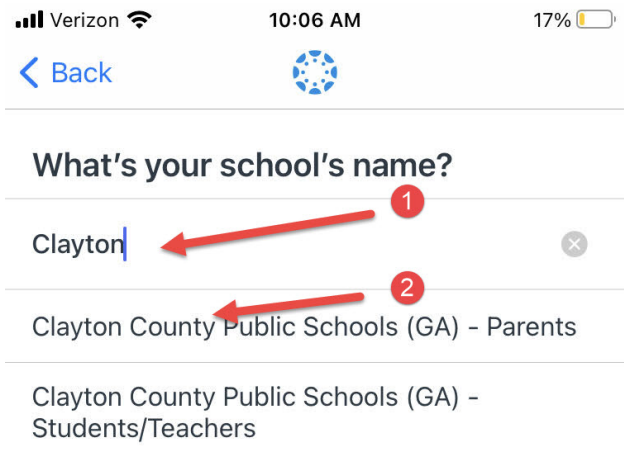 Verizon 10:06 AM 17%
Back
What's your school's name?
1
Clayton
2
Clayton County Public Schools (GA) - Parents
Clayton County Public Schools (GA) -
Students/Teachers